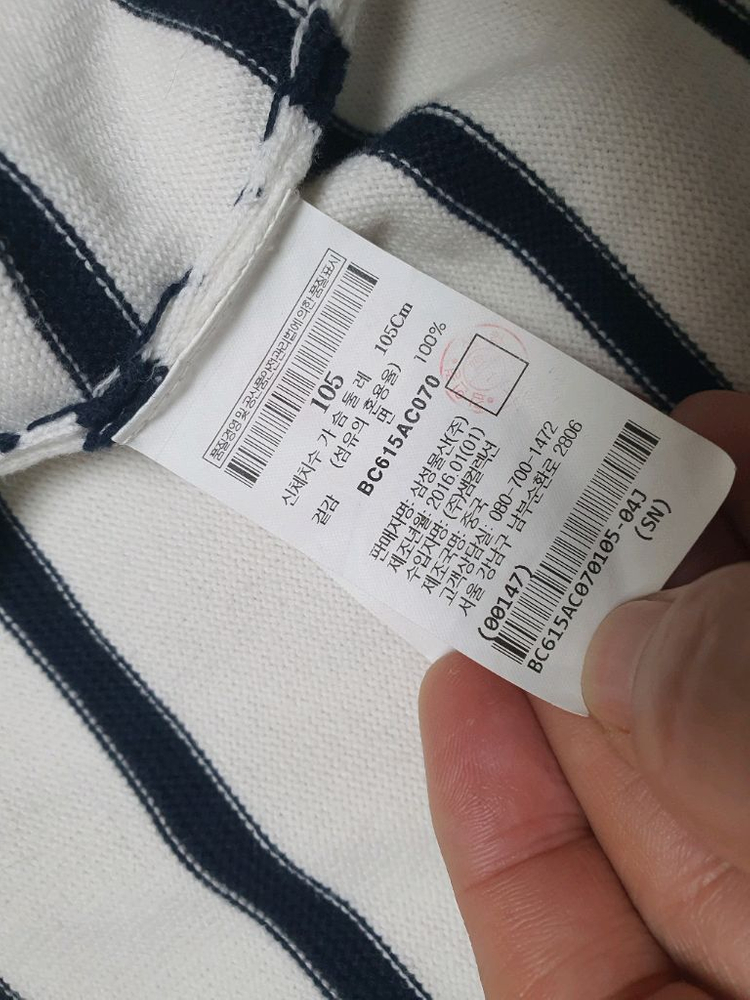 품질경영 및 공산품안전관리법에 의한 품질표시
105
신체치수 가슴둘레 105Cm
(섬유의 혼용율)
겉감 면 100%
BC615AC070
판매자명: 삼성물산(주)
제조년월: 2016.01(01)
수입자명: (주)쌤컬렉션
제조국명: 중국
고객상담실: 080-700-1472
서울 강남구 남부순환로 2806
(00147)
(SN)
BC615AC070105-04J